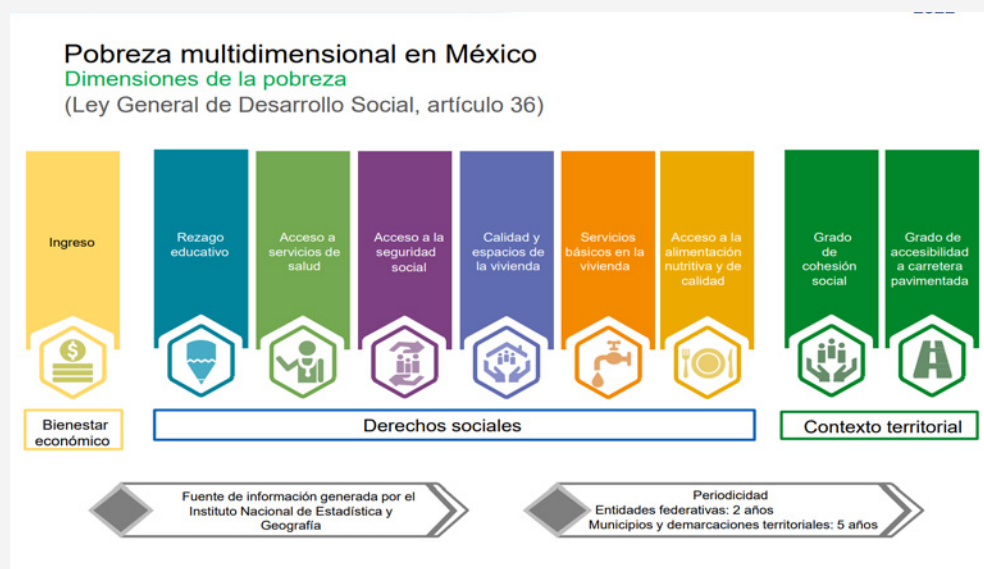 Pobreza multidimensional en México
Dimensiones de la pobreza
(Ley General de Desarrollo Social, artículo 36)
Ingreso
Rezago
educativo
Acceso a
servicios de
salud
Acceso a la
seguridad
social
Calidad y
espacios de
la vivienda
Servicios
básicos en la
vivienda
Acceso a la
alimentación
nutritiva y de
calidad
Grado
de
cohesión
social
Grado de
accesibilidad
a carretera
pavimentada
$
Bienestar
económico
Derechos sociales
Contexto territorial
Fuente de información generada por el
Instituto Nacional de Estadística y
Geografía
Periodicidad
Entidades federativas: 2 años
Municipios y demarcaciones territoriales: 5 años